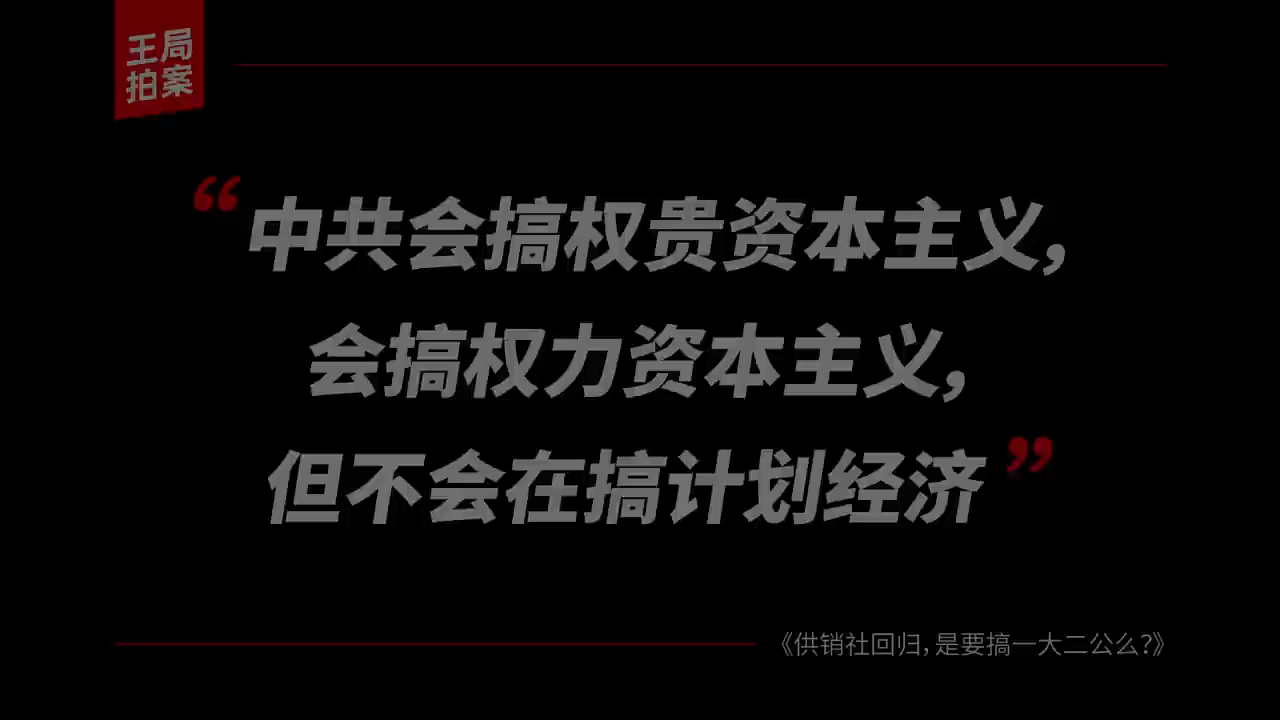 王局
拍案
“中共会搞权贵资本主义,
会搞权力资本主义,
但不会在搞计划经济”
《供销社回归,是要搞一大二公么?》